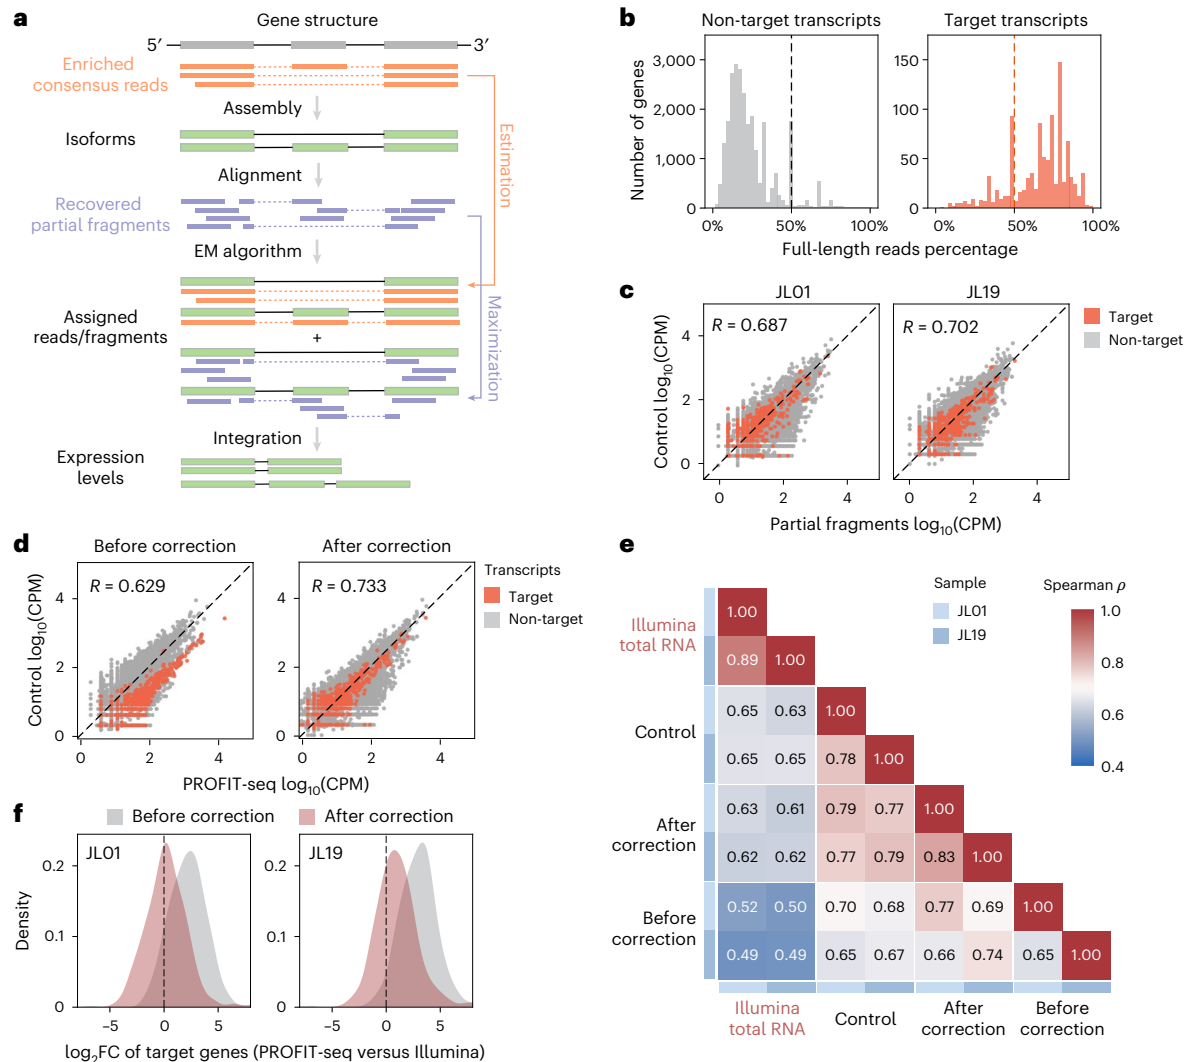 a
Gene structure
5′
3′
Enriched
consensus reads
Assembly
Isoforms
Alignment
Estimation
Recovered
partial fragments
EM algorithm
Assigned
reads/fragments
+
Maximization
Integration
Expression
levels
b
Non-target transcripts
Target transcripts
Number of genes
3,000
2,000
1,000
0
150
100
50
0
0%
50%
100%
0%
50%
100%
Full-length reads percentage
c
JL01
JL19
R = 0.687
R = 0.702
Control log10(CPM)
4
2
0
0
2
4
0
2
4
Partial fragments log10(CPM)
Target
Non-target
d
Before correction
After correction
R = 0.629
R = 0.733
Control log10(CPM)
4
2
0
0
2
4
0
2
4
PROFIT-seq log10(CPM)
Transcripts
Target
Non-target
e
Sample
JL01
JL19
Spearman ρ
1.0
0.8
0.6
0.4
Illumina
total RNA
Control
After
correction
Before
correction
1.00
0.89
1.00
0.65
0.63
1.00
0.65
0.65
0.78
1.00
0.63
0.61
0.79
0.77
1.00
0.62
0.62
0.77
0.79
0.83
1.00
0.52
0.50
0.70
0.68
0.77
0.69
1.00
0.49
0.49
0.65
0.67
0.66
0.74
0.65
1.00
Illumina
total RNA
Control
After
correction
Before
correction
f
Before correction
After correction
JL01
JL19
Density
0.2
0.1
0
0.2
0.1
0
−5
0
5
−5
0
5
log2FC of target genes (PROFIT-seq versus Illumina)